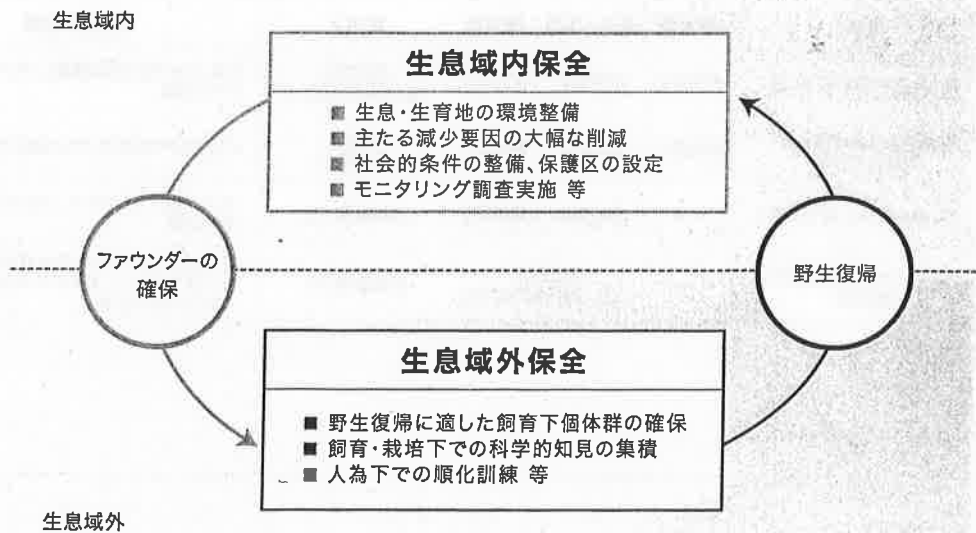 生息域内
生息域内保全
■ 生息・生育地の環境整備
■ 主たる減少要因の大幅な削減
■ 社会的条件の整備、保護区の設定
■ モニタリング調査実施 等
ファウンダーの
確保
野生復帰
生息域外保全
■ 野生復帰に適した飼育下個体群の確保
■ 飼育・栽培下での科学的知見の集積
■ 人為下での順化訓練 等
生息域外